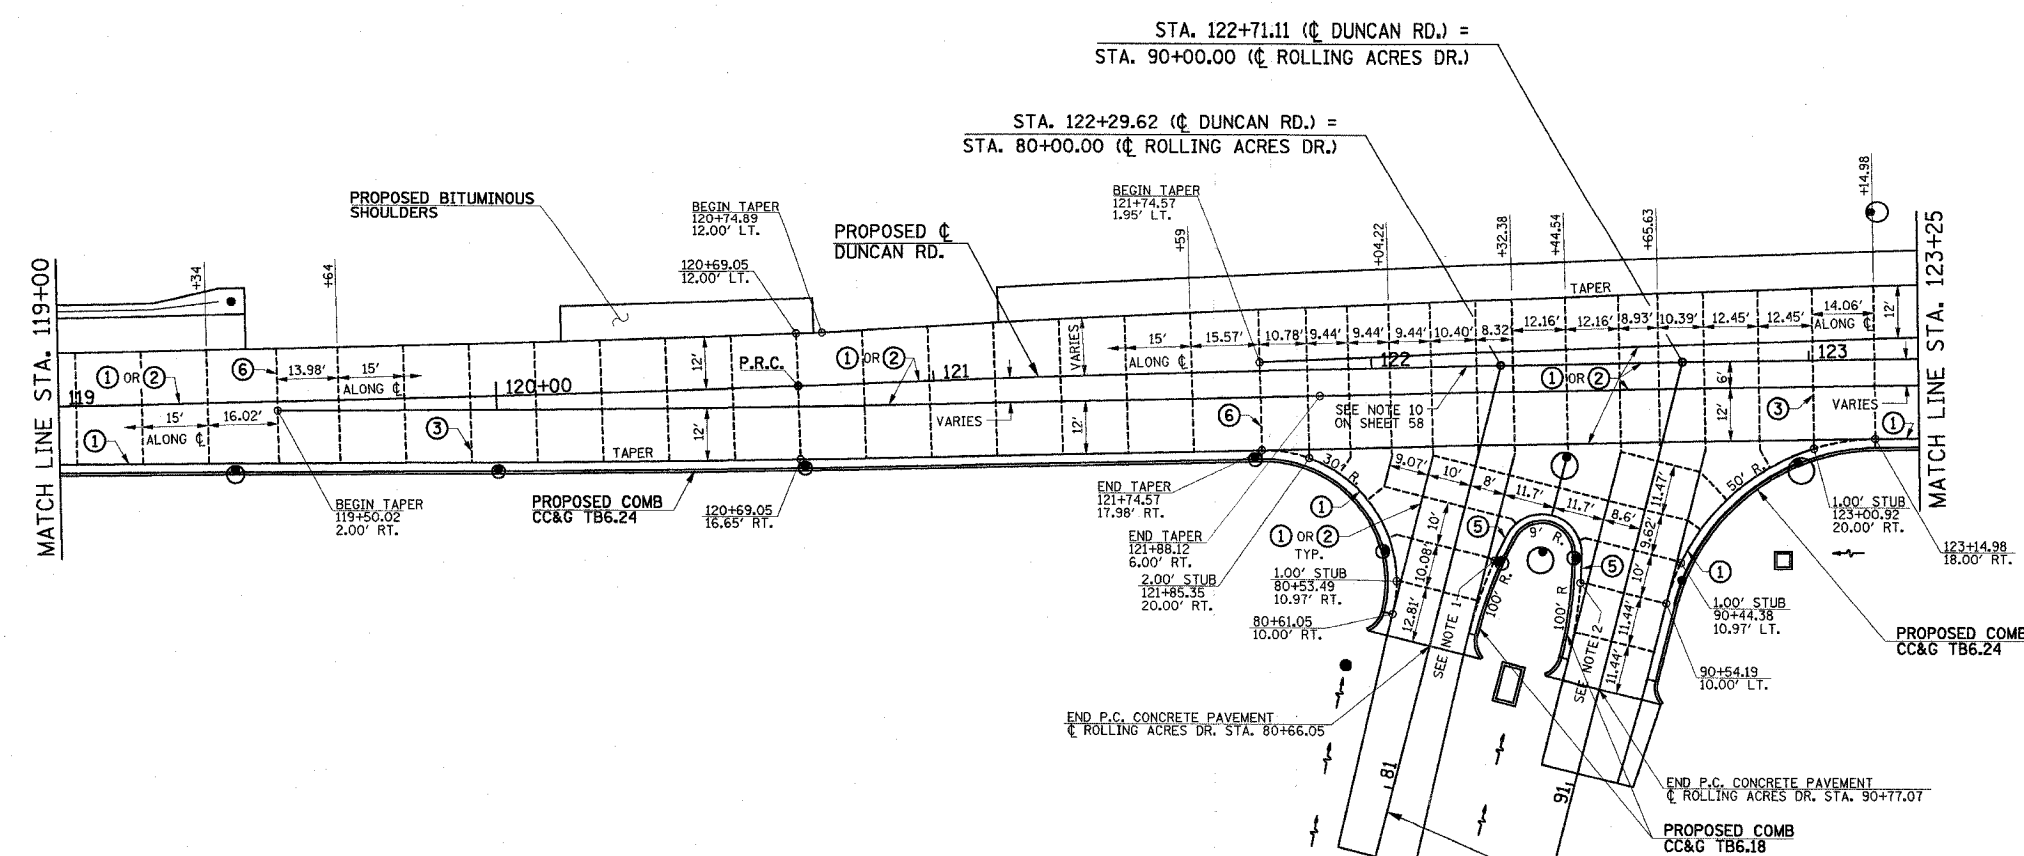 STA. 122+71.11 (℄ DUNCAN RD.) =
STA. 90+00.00 (℄ ROLLING ACRES DR.)
STA. 122+29.62 (℄ DUNCAN RD.) =
STA. 80+00.00 (℄ ROLLING ACRES DR.)
MATCH LINE STA. 119+00
+34
+64
PROPOSED BITUMINOUS
SHOULDERS
BEGIN TAPER
120+74.89
12.00' LT.
120+69.05
12.00' LT.
PROPOSED ℄
DUNCAN RD.
BEGIN TAPER
121+74.57
1.95' LT.
+59
+04.22
+32.38
+44.54
+65.63
+14.98
MATCH LINE STA. 123+25
TAPER
15'
ALONG ℄
15.57'
10.78'
9.44'
9.44'
9.44'
10.40'
8.32'
12.16'
12.16'
8.93'
10.39'
12.45'
12.45'
14.06'
ALONG ℄
12'
1 OR 2
6
13.98'
15'
ALONG ℄
12'
P.R.C.
1 OR 2
VARIES
119
120+00
121
122
123
1 OR 2
6'
12'
VARIES
15'
ALONG ℄
16.02'
1
3
12'
TAPER
VARIES
12'
6
SEE NOTE 10
ON SHEET 58
3
1
BEGIN TAPER
119+50.02
2.00' RT.
PROPOSED COMB
CC&G TB6.24
120+69.05
16.65' RT.
END TAPER
121+74.57
17.98' RT.
END TAPER
121+88.12
6.00' RT.
2.00' STUB
121+85.35
20.00' RT.
30' R.
1
1 OR 2
TYP.
1.00' STUB
80+53.49
10.97' RT.
80+61.05
10.00' RT.
9.07'
10'
8'
11.7'
11.7'
8.6'
11.47'
9.62'
10'
11.44'
11.44'
10'
10.08'
12.81'
5
9' R.
5
100' R.
100' R
SEE NOTE 1
SEE NOTE 2
50' R.
1
1.00' STUB
123+00.92
20.00' RT.
123+14.98
18.00' RT.
1.00' STUB
90+44.38
10.97' LT.
90+54.19
10.00' LT.
PROPOSED COMB
CC&G TB6.24
END P.C. CONCRETE PAVEMENT
℄ ROLLING ACRES DR. STA. 80+66.05
81
91
END P.C. CONCRETE PAVEMENT
℄ ROLLING ACRES DR. STA. 90+77.07
PROPOSED COMB
CC&G TB6.18